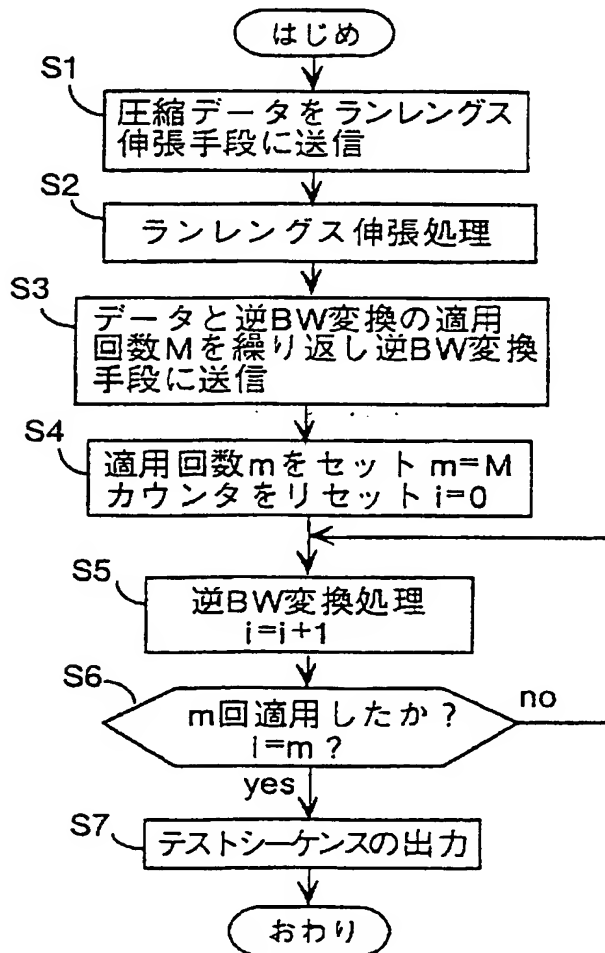 はじめ
S1
圧縮データをランレングス
伸張手段に送信
S2
ランレングス伸張処理
S3
データと逆BW変換の適用
回数Mを繰り返し逆BW変換
手段に送信
S4
適用回数mをセット m=M
カウンタをリセット i=0
S5
逆BW変換処理
i=i+1
S6
m回適用したか?
i=m?
no
yes
S7
テストシーケンスの出力
おわり